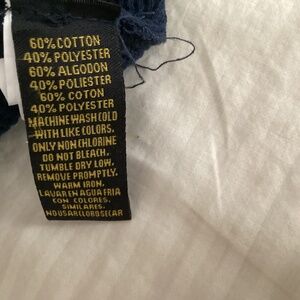 60% COTTON
40% POLYESTER
60% ALGODON
40% POLIESTER
60% COTON
40% POLYESTER
MACHINE WASH COLD
WITH LIKE COLORS,
ONLY NON CHLORINE
DO NOT BLEACH,
TUMBLE DRY LOW,
REMOVE PROMPTLY,
WARM IRON,
LAVAR EN AGUA FRIA
CON COLORES,
SIMILARES,
NO USAR CLORO SECAR